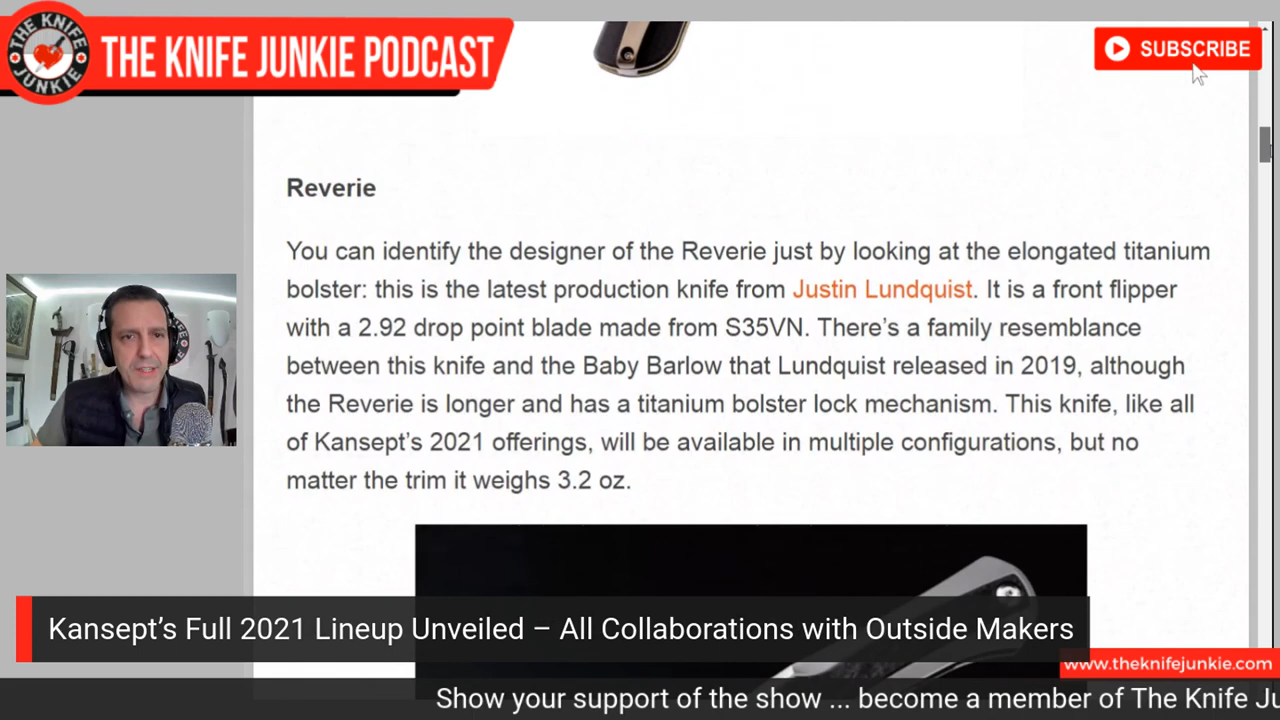 THE KNIFE JUNKIE
THE KNIFE JUNKIE PODCAST
SUBSCRIBE
Reverie
You can identify the designer of the Reverie just by looking at the elongated titanium
bolster: this is the latest production knife from Justin Lundquist. It is a front flipper
with a 2.92 drop point blade made from S35VN. There’s a family resemblance
between this knife and the Baby Barlow that Lundquist released in 2019, although
the Reverie is longer and has a titanium bolster lock mechanism. This knife, like all
of Kansept’s 2021 offerings, will be available in multiple configurations, but no
matter the trim it weighs 3.2 oz.
Kansept’s Full 2021 Lineup Unveiled – All Collaborations with Outside Makers
www.theknifejunkie.com
Show your support of the show ... become a member of The Knife Ju